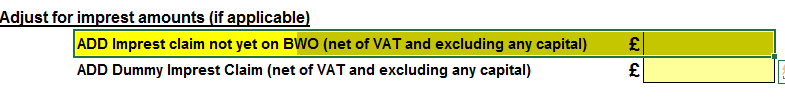 Adjust for imprest amounts (if applicable)
ADD Imprest claim not yet on BWO (net of VAT and excluding any capital) £
ADD Dummy Imprest Claim (net of VAT and excluding any capital) £